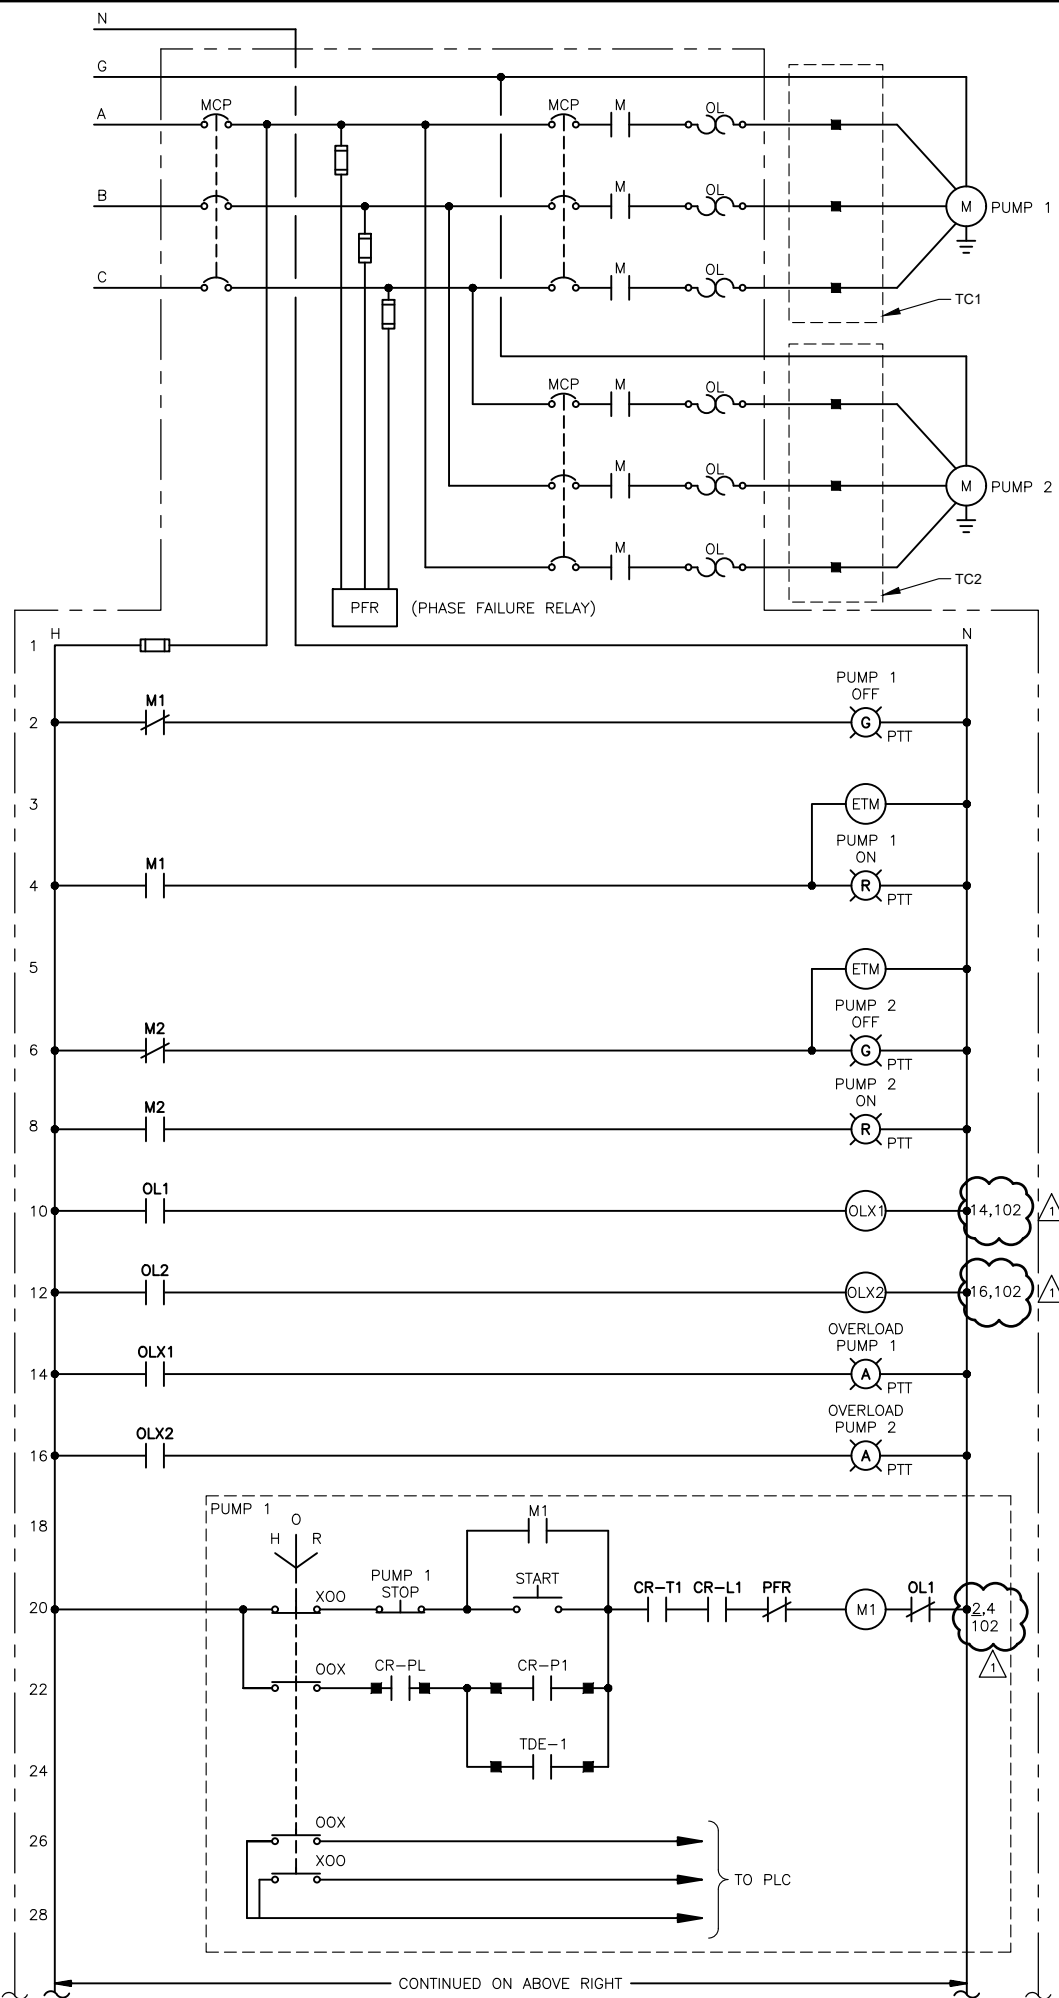 N
G
A
MCP
MCP
M
OL
B
M
OL
M
PUMP 1
C
M
OL
TC1
MCP
M
OL
M
OL
M
PUMP 2
M
OL
TC2
PFR
(PHASE FAILURE RELAY)
H
N
1
PUMP 1
OFF
M1
2
G
PTT
3
ETM
PUMP 1
ON
M1
4
R
PTT
5
ETM
PUMP 2
OFF
M2
6
G
PTT
PUMP 2
ON
M2
8
R
PTT
OL1
10
OLX1
14,102
1
OL2
12
OLX2
16,102
1
OVERLOAD
PUMP 1
OLX1
14
A
PTT
OVERLOAD
PUMP 2
OLX2
16
A
PTT
PUMP 1
18
O
H
R
M1
PUMP 1
STOP
START
CR-T1
CR-L1
PFR
OL1
XOO
20
M1
2,4
102
1
OOX
CR-PL
CR-P1
22
TDE-1
24
OOX
26
XOO
TO PLC
28
CONTINUED ON ABOVE RIGHT